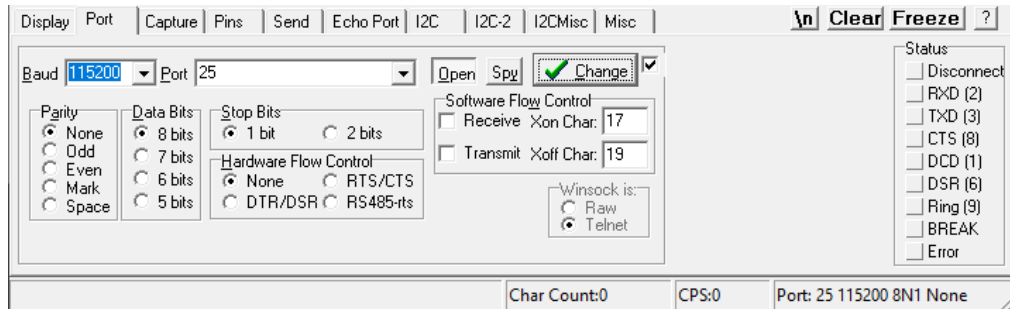 Display Port Capture Pins Send Echo Port I2C I2C-2 I2CMisc Misc \n Clear Freeze ?
Baud 115200 Port 25 Open Spy Change
Parity
None
Odd
Even
Mark
Space
Data Bits
8 bits
7 bits
6 bits
5 bits
Stop Bits
1 bit 2 bits
Hardware Flow Control
None RTS/CTS
DTR/DSR RS485-rts
Software Flow Control
Receive Xon Char: 17
Transmit Xoff Char: 19
Winsock is:
Raw
Telnet
Status
Disconnect
RXD (2)
TXD (3)
CTS (8)
DCD (1)
DSR (6)
Ring (9)
BREAK
Error
Char Count:0 CPS:0 Port: 25 115200 8N1 None